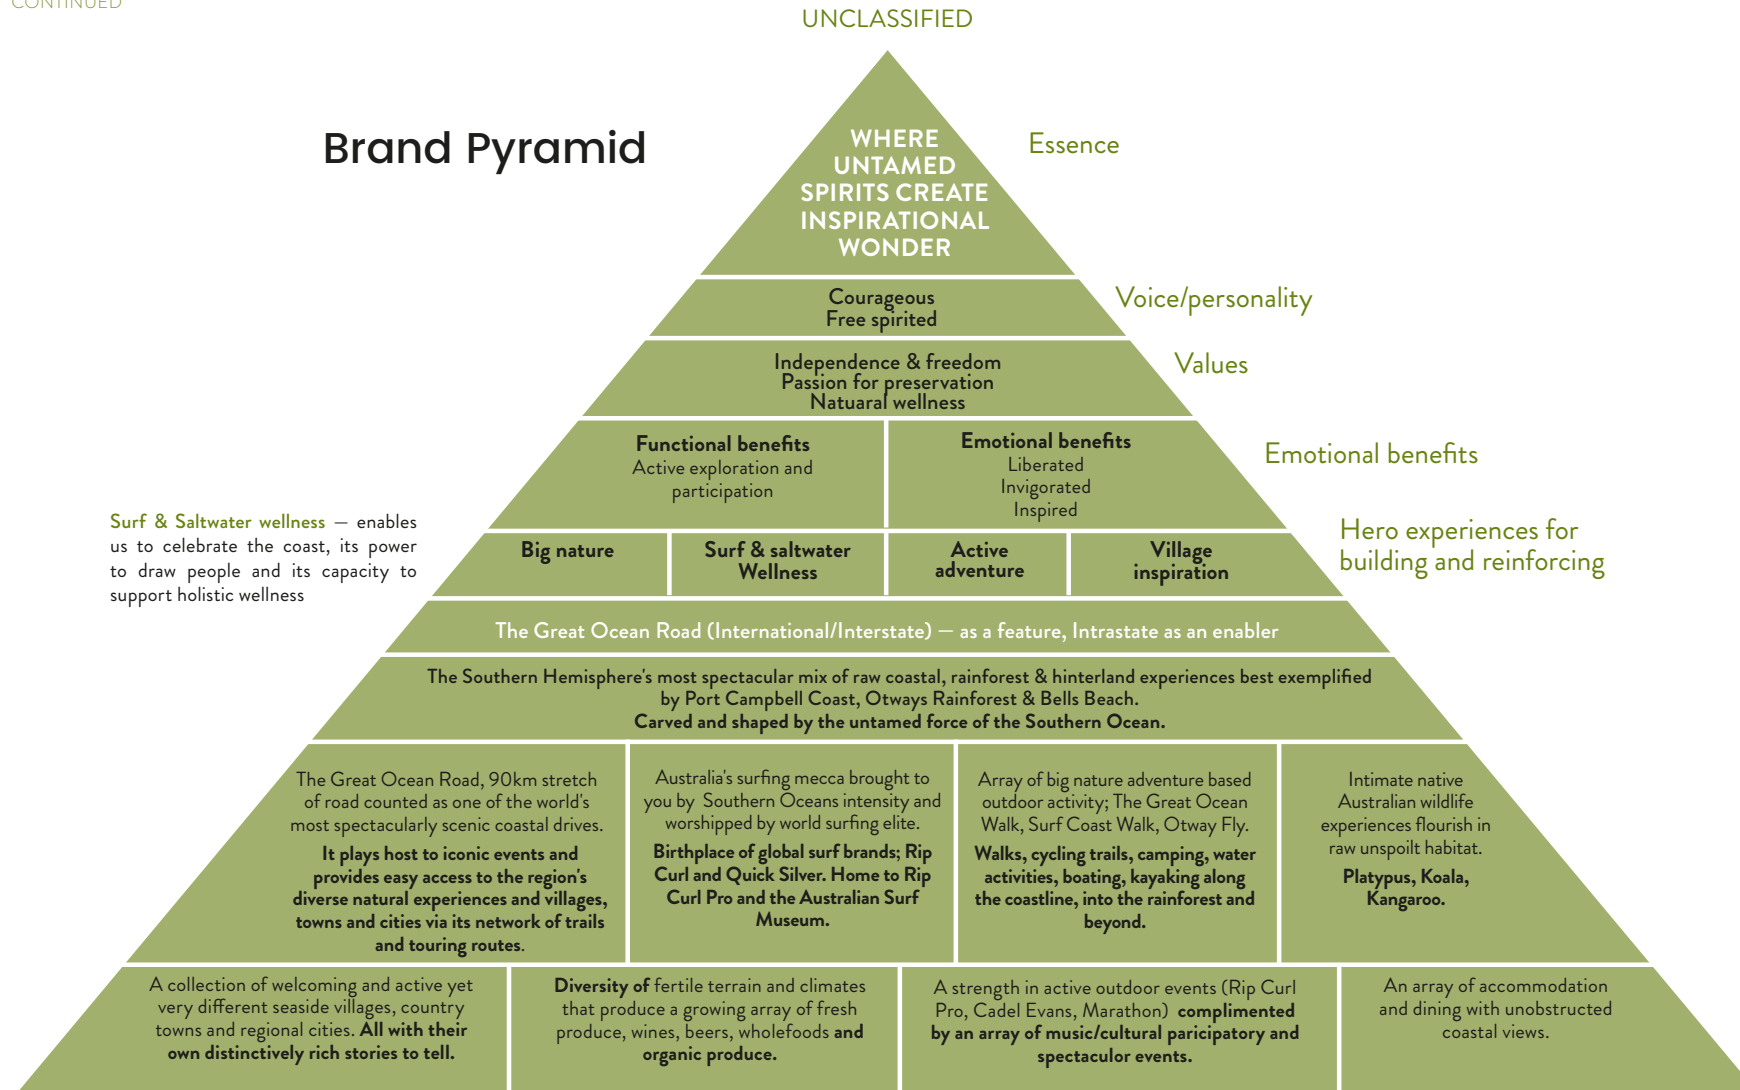 CONTINUED
UNCLASSIFIED
Brand Pyramid
WHERE
UNTAMED
SPIRITS CREATE
INSPIRATIONAL
WONDER
Essence
Courageous
Free spirited
Voice/personality
Independence & freedom
Passion for preservation
Natuaral wellness
Values
Functional benefits
Active exploration and
participation
Emotional benefits
Liberated
Invigorated
Inspired
Emotional benefits
Surf & Saltwater wellness — enables
us to celebrate the coast, its power
to draw people and its capacity to
support holistic wellness
Big nature
Surf & saltwater
Wellness
Active
adventure
Village
inspiration
Hero experiences for
building and reinforcing
The Great Ocean Road (International/Interstate) — as a feature, Intrastate as an enabler
The Southern Hemisphere's most spectacular mix of raw coastal, rainforest & hinterland experiences best exemplified
by Port Campbell Coast, Otways Rainforest & Bells Beach.
Carved and shaped by the untamed force of the Southern Ocean.
The Great Ocean Road, 90km stretch
of road counted as one of the world's
most spectacularly scenic coastal drives.
It plays host to iconic events and
provides easy access to the region's
diverse natural experiences and villages,
towns and cities via its network of trails
and touring routes.
Australia's surfing mecca brought to
you by Southern Oceans intensity and
worshipped by world surfing elite.
Birthplace of global surf brands; Rip
Curl and Quick Silver. Home to Rip
Curl Pro and the Australian Surf
Museum.
Array of big nature adventure based
outdoor activity; The Great Ocean
Walk, Surf Coast Walk, Otway Fly.
Walks, cycling trails, camping, water
activities, boating, kayaking along
the coastline, into the rainforest and
beyond.
Intimate native
Australian wildlife
experiences flourish in
raw unspoilt habitat.
Platypus, Koala,
Kangaroo.
A collection of welcoming and active yet
very different seaside villages, country
towns and regional cities. All with their
own distinctively rich stories to tell.
Diversity of fertile terrain and climates
that produce a growing array of fresh
produce, wines, beers, wholefoods and
organic produce.
A strength in active outdoor events (Rip Curl
Pro, Cadel Evans, Marathon) complimented
by an array of music/cultural paricipatory and
spectaculor events.
An array of accommodation
and dining with unobstructed
coastal views.